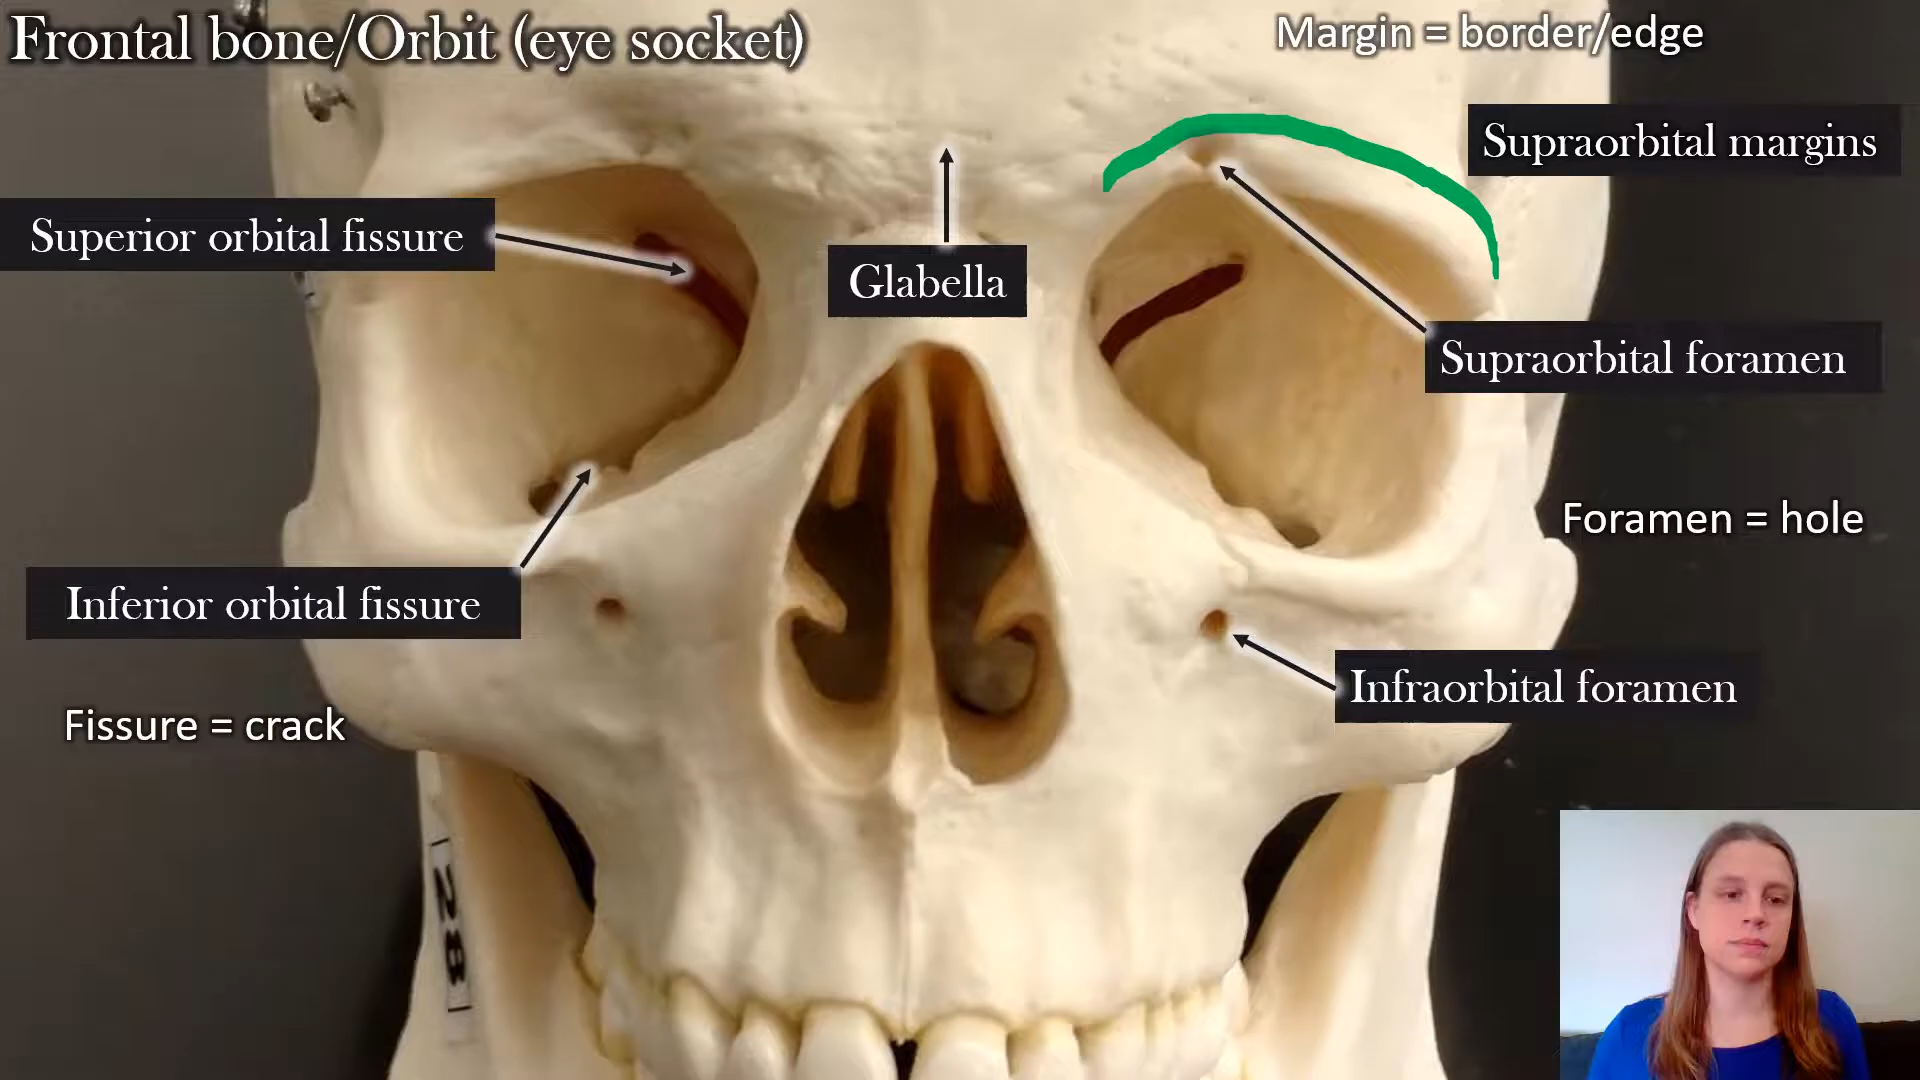 Frontal bone/Orbit (eye socket)
Margin = border/edge
Supraorbital margins
Superior orbital fissure
Glabella
Supraorbital foramen
Foramen = hole
Inferior orbital fissure
Infraorbital foramen
Fissure = crack
28